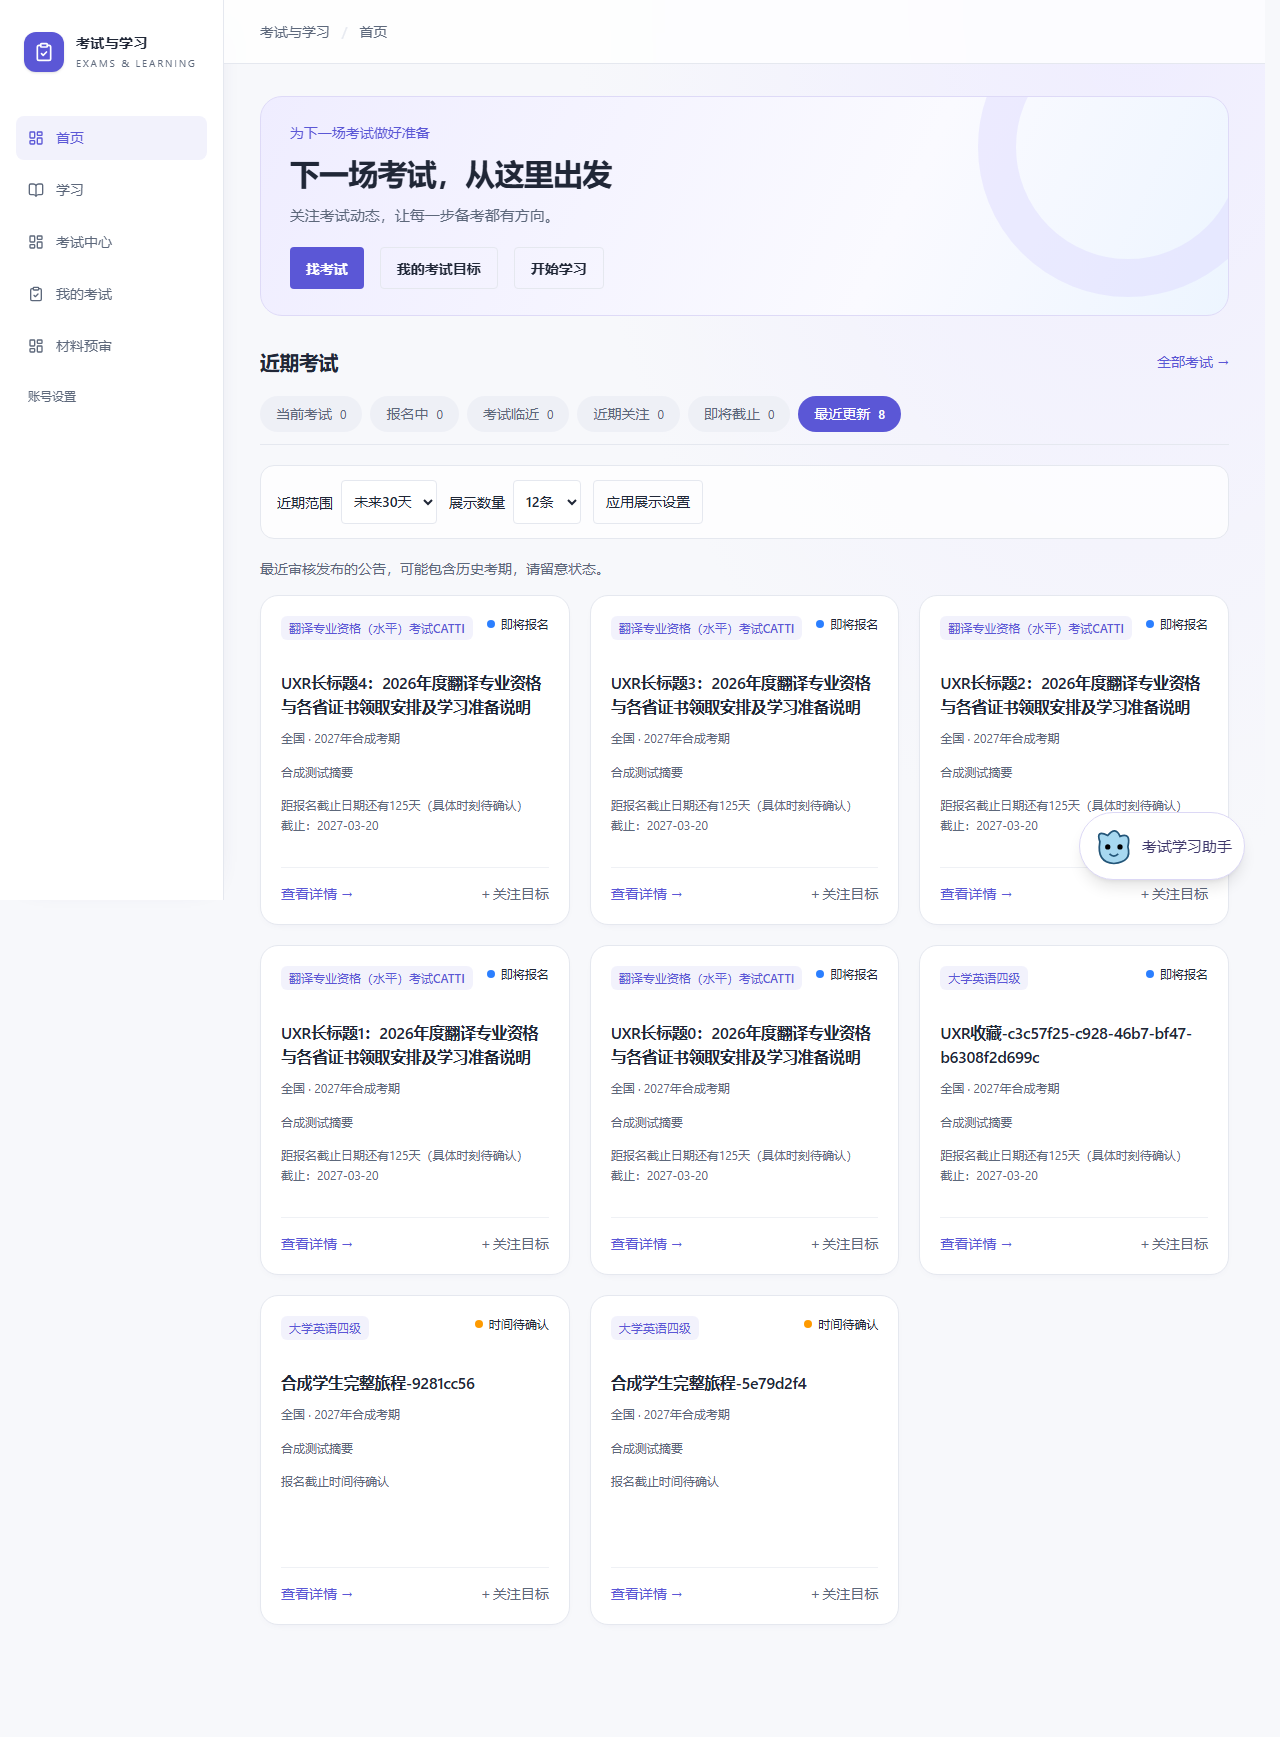 考试与学习
EXAMS & LEARNING
首页
学习
考试中心
我的考试
材料预审
账号设置
考试与学习 / 首页
为下一场考试做好准备
下一场考试，从这里出发
关注考试动态，让每一步备考都有方向。
找考试 我的考试目标 开始学习
近期考试 全部考试 →
当前考试 0 报名中 0 考试临近 0 近期关注 0 即将截止 0 最近更新 8
近期范围 未来30天 展示数量 12条 应用展示设置
最近审核发布的公告，可能包含历史考期，请留意状态。
翻译专业资格（水平）考试CATTI 即将报名
UXR长标题4：2026年度翻译专业资格
与各省证书领取安排及学习准备说明
全国 · 2027年合成考期
合成测试摘要
距报名截止日期还有125天（具体时刻待确认）
截止：2027-03-20
查看详情 → + 关注目标
翻译专业资格（水平）考试CATTI 即将报名
UXR长标题3：2026年度翻译专业资格
与各省证书领取安排及学习准备说明
全国 · 2027年合成考期
合成测试摘要
距报名截止日期还有125天（具体时刻待确认）
截止：2027-03-20
查看详情 → + 关注目标
翻译专业资格（水平）考试CATTI 即将报名
UXR长标题2：2026年度翻译专业资格
与各省证书领取安排及学习准备说明
全国 · 2027年合成考期
合成测试摘要
距报名截止日期还有125天（具体时刻待确认）
截止：2027-03-20
查看详情 → + 关注目标
考试学习助手
翻译专业资格（水平）考试CATTI 即将报名
UXR长标题1：2026年度翻译专业资格
与各省证书领取安排及学习准备说明
全国 · 2027年合成考期
合成测试摘要
距报名截止日期还有125天（具体时刻待确认）
截止：2027-03-20
查看详情 → + 关注目标
翻译专业资格（水平）考试CATTI 即将报名
UXR长标题0：2026年度翻译专业资格
与各省证书领取安排及学习准备说明
全国 · 2027年合成考期
合成测试摘要
距报名截止日期还有125天（具体时刻待确认）
截止：2027-03-20
查看详情 → + 关注目标
大学英语四级 即将报名
UXR收藏-c3c57f25-c928-46b7-bf47-
b6308f2d699c
全国 · 2027年合成考期
合成测试摘要
距报名截止日期还有125天（具体时刻待确认）
截止：2027-03-20
查看详情 → + 关注目标
大学英语四级 时间待确认
合成学生完整旅程-9281cc56
全国 · 2027年合成考期
合成测试摘要
报名截止时间待确认
查看详情 → + 关注目标
大学英语四级 时间待确认
合成学生完整旅程-5e79d2f4
全国 · 2027年合成考期
合成测试摘要
报名截止时间待确认
查看详情 → + 关注目标